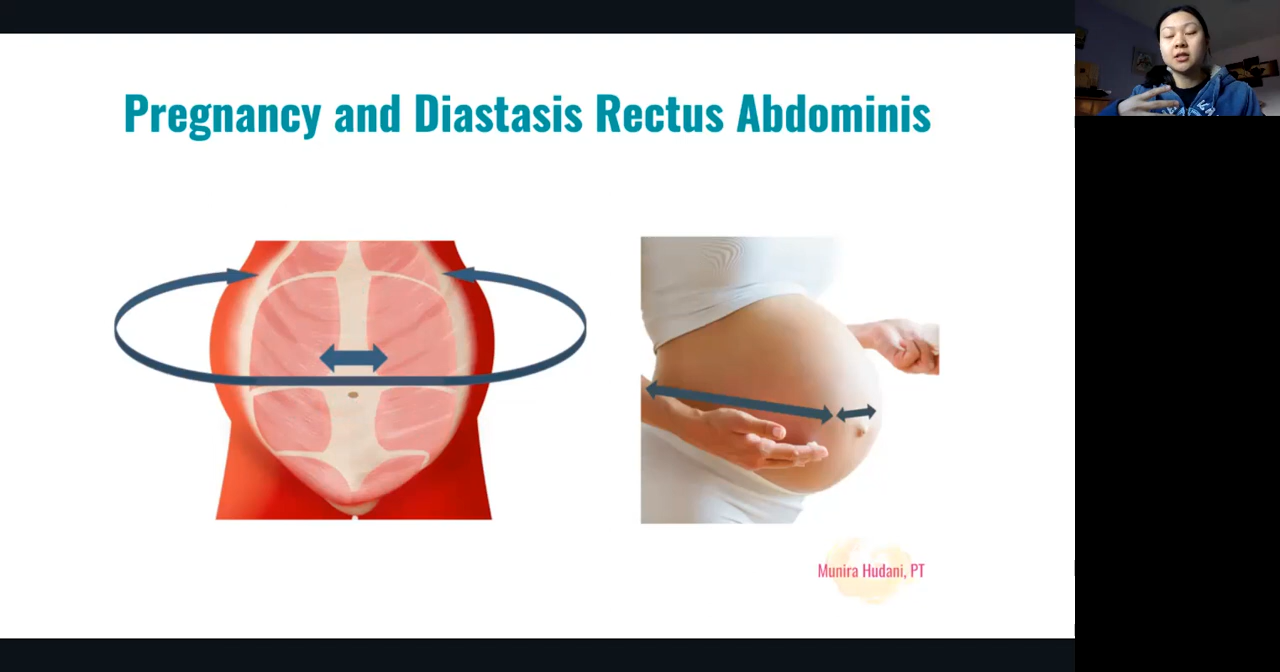 Pregnancy and Diastasis Rectus Abdominis
Munira Hudani, PT